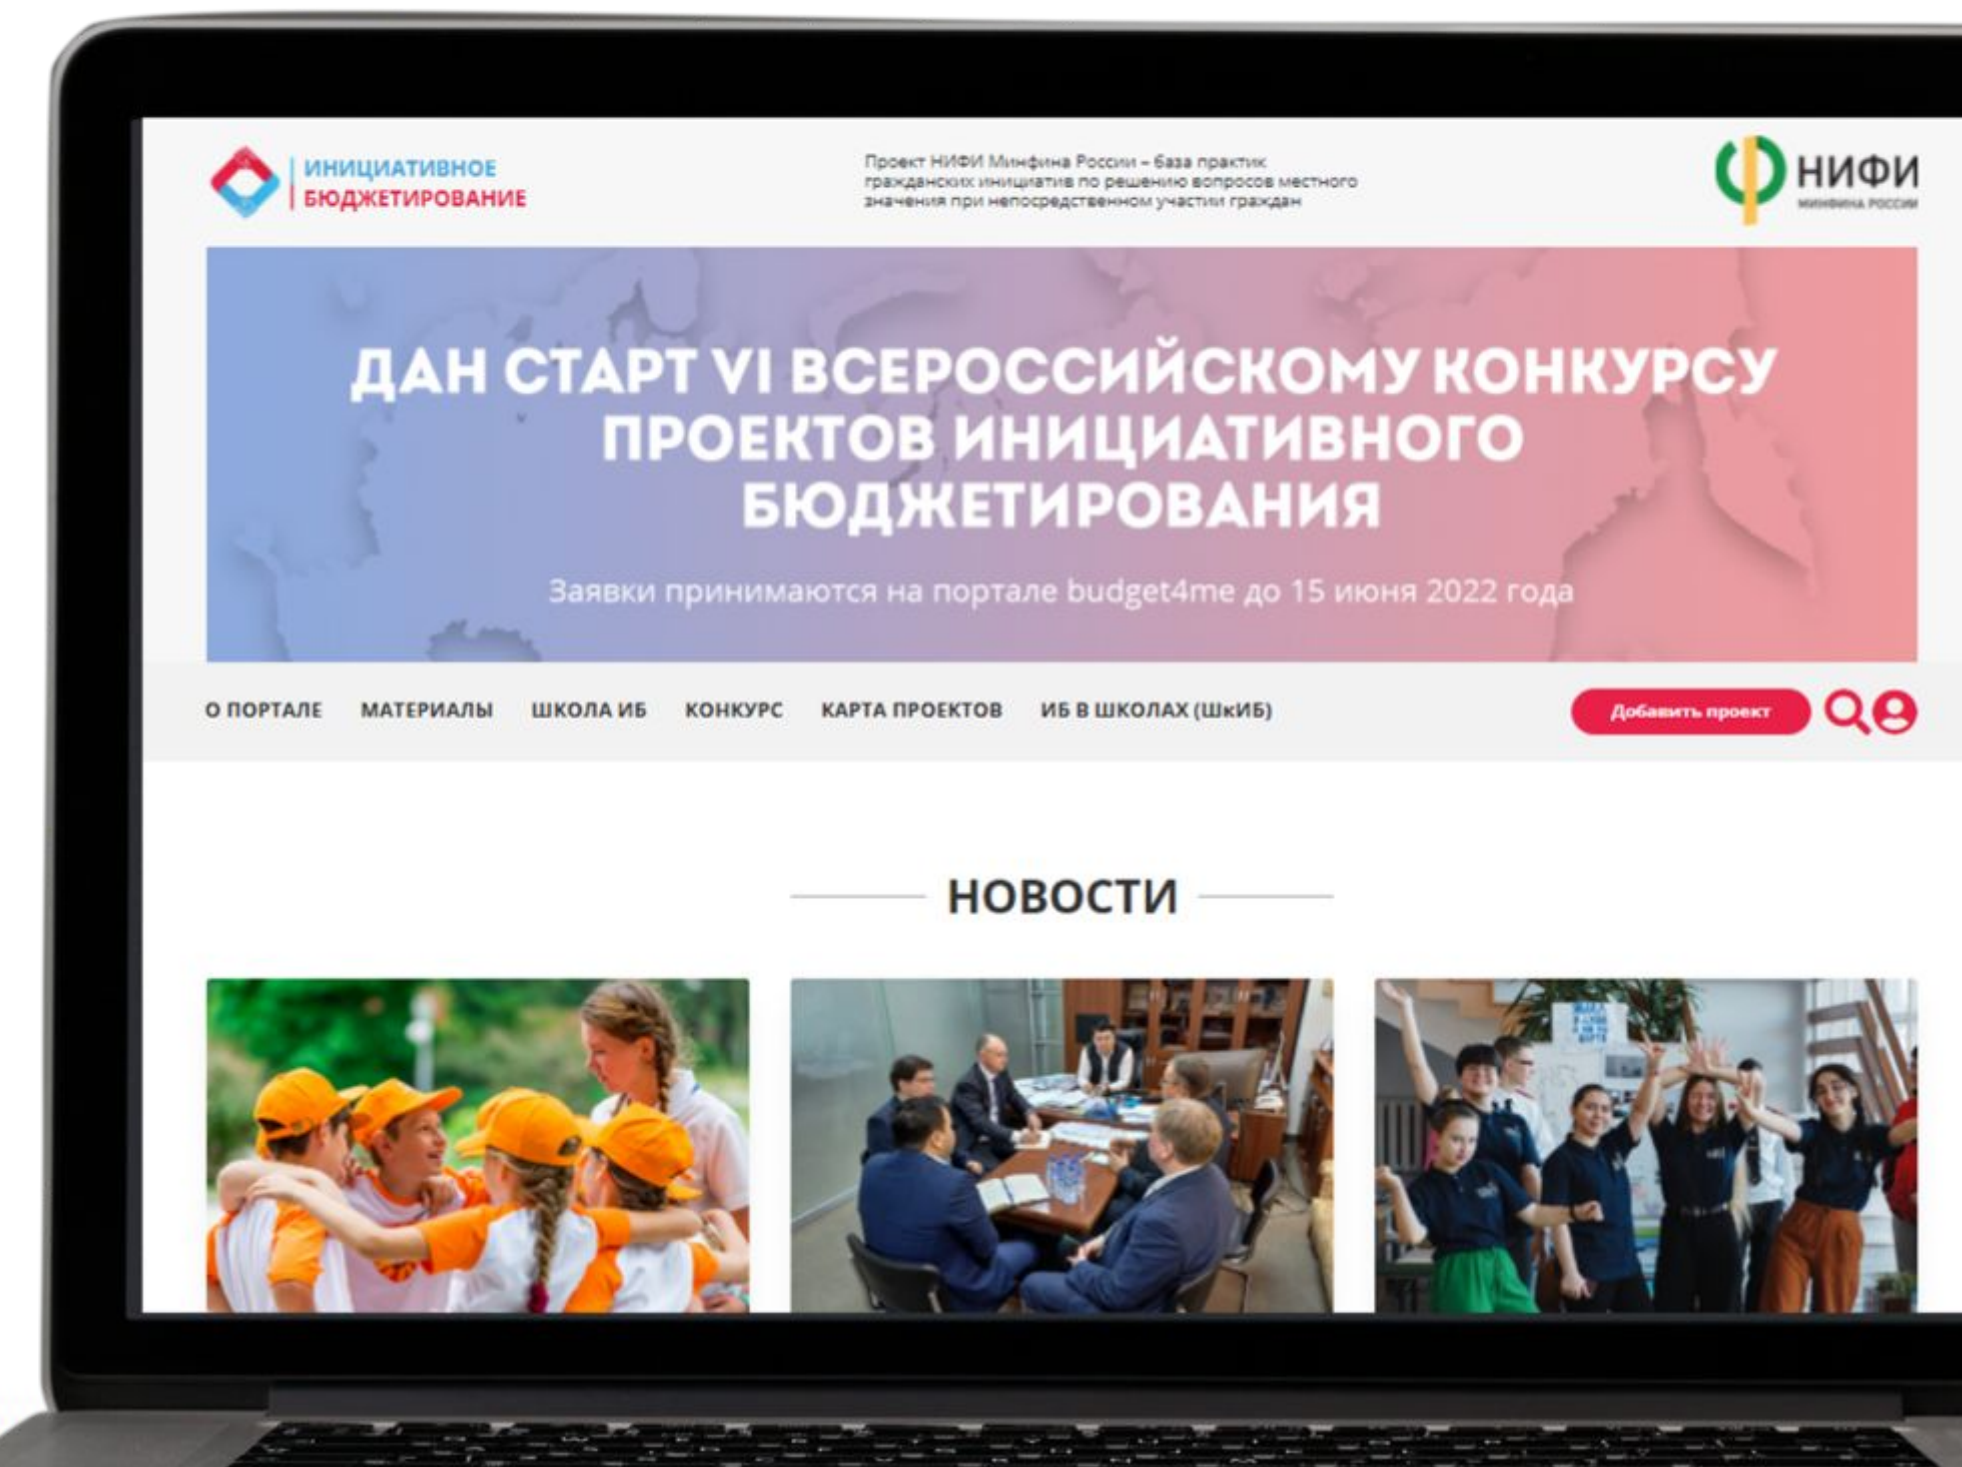 ИНИЦИАТИВНОЕ
БЮДЖЕТИРОВАНИЕ
Проект НИФИ Минфина России – база практик
гражданских инициатив по решению вопросов местного
значения при непосредственном участии граждан
НИФИ
МИНФИНА РОССИИ
ДАН СТАРТ VI ВСЕРОССИЙСКОМУ КОНКУРСУ
ПРОЕКТОВ ИНИЦИАТИВНОГО
БЮДЖЕТИРОВАНИЯ
Заявки принимаются на портале budget4me до 15 июня 2022 года
О ПОРТАЛЕ МАТЕРИАЛЫ ШКОЛА ИБ КОНКУРС КАРТА ПРОЕКТОВ ИБ В ШКОЛАХ (ШкИБ)
Добавить проект
НОВОСТИ